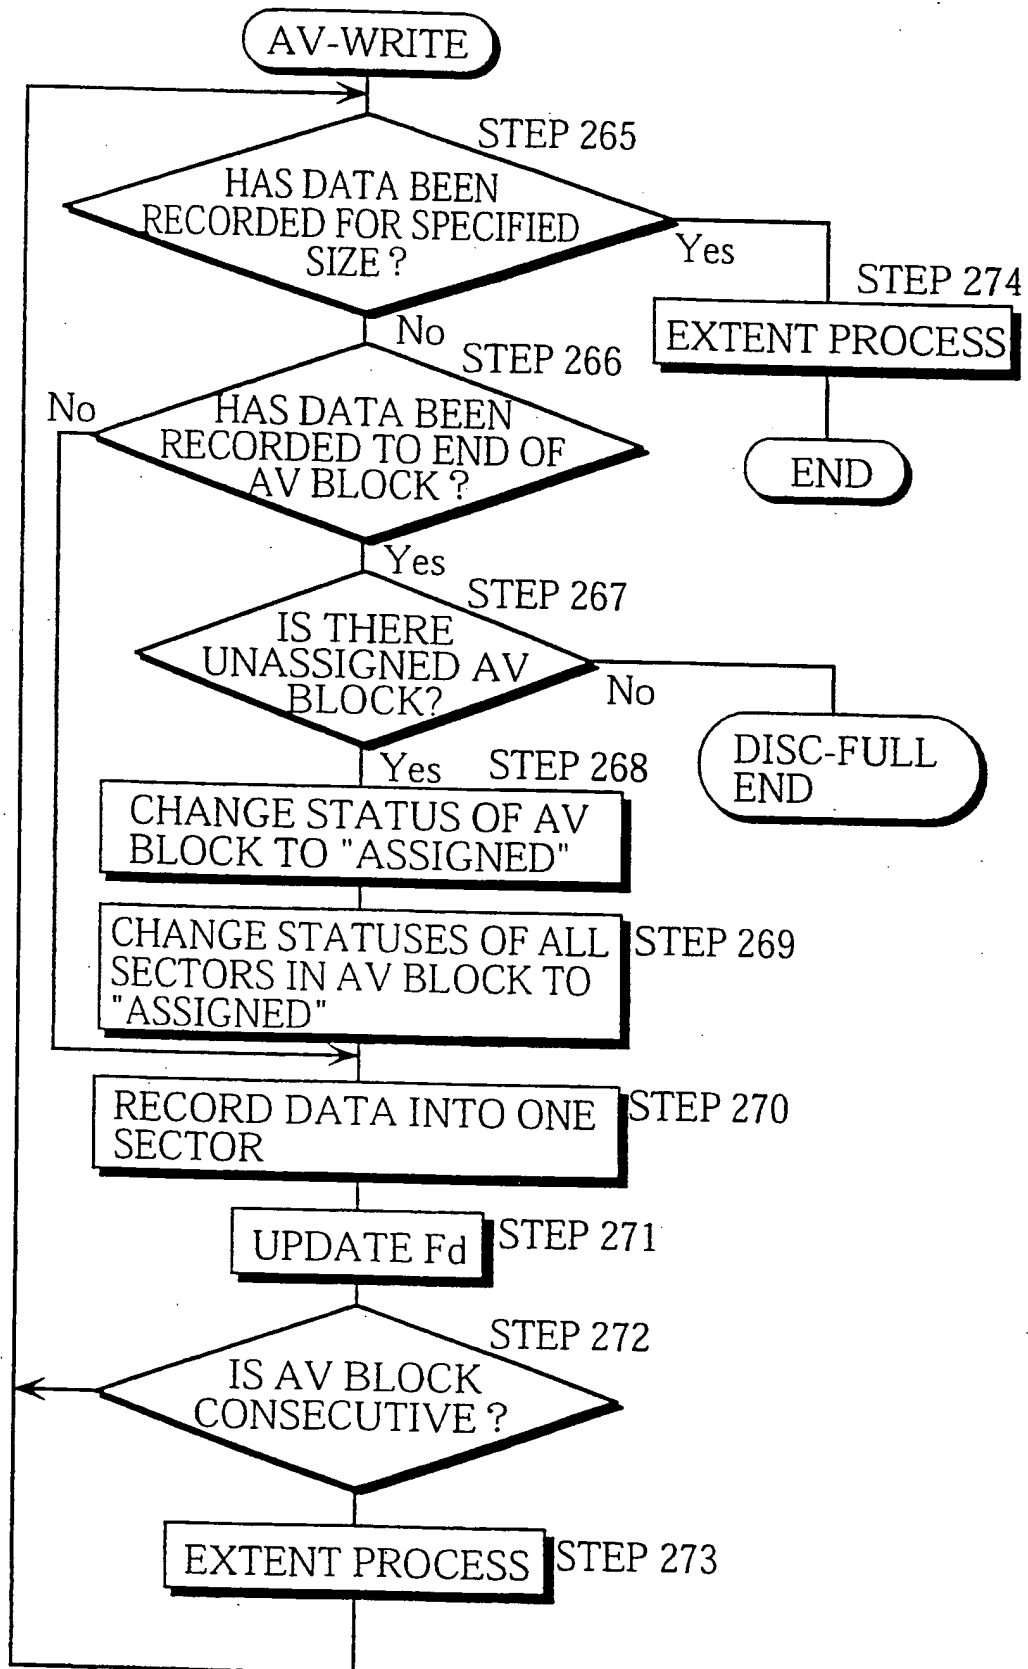 AV-WRITE
STEP 265
HAS DATA BEEN
RECORDED FOR SPECIFIED
SIZE ?
Yes
STEP 274
EXTENT PROCESS
END
No
STEP 266
No
HAS DATA BEEN
RECORDED TO END OF
AV BLOCK ?
Yes
STEP 267
IS THERE
UNASSIGNED AV
BLOCK?
No
DISC-FULL
END
Yes
STEP 268
CHANGE STATUS OF AV
BLOCK TO "ASSIGNED"
CHANGE STATUSES OF ALL
SECTORS IN AV BLOCK TO
"ASSIGNED"
STEP 269
RECORD DATA INTO ONE
SECTOR
STEP 270
UPDATE Fd
STEP 271
STEP 272
IS AV BLOCK
CONSECUTIVE ?
EXTENT PROCESS
STEP 273